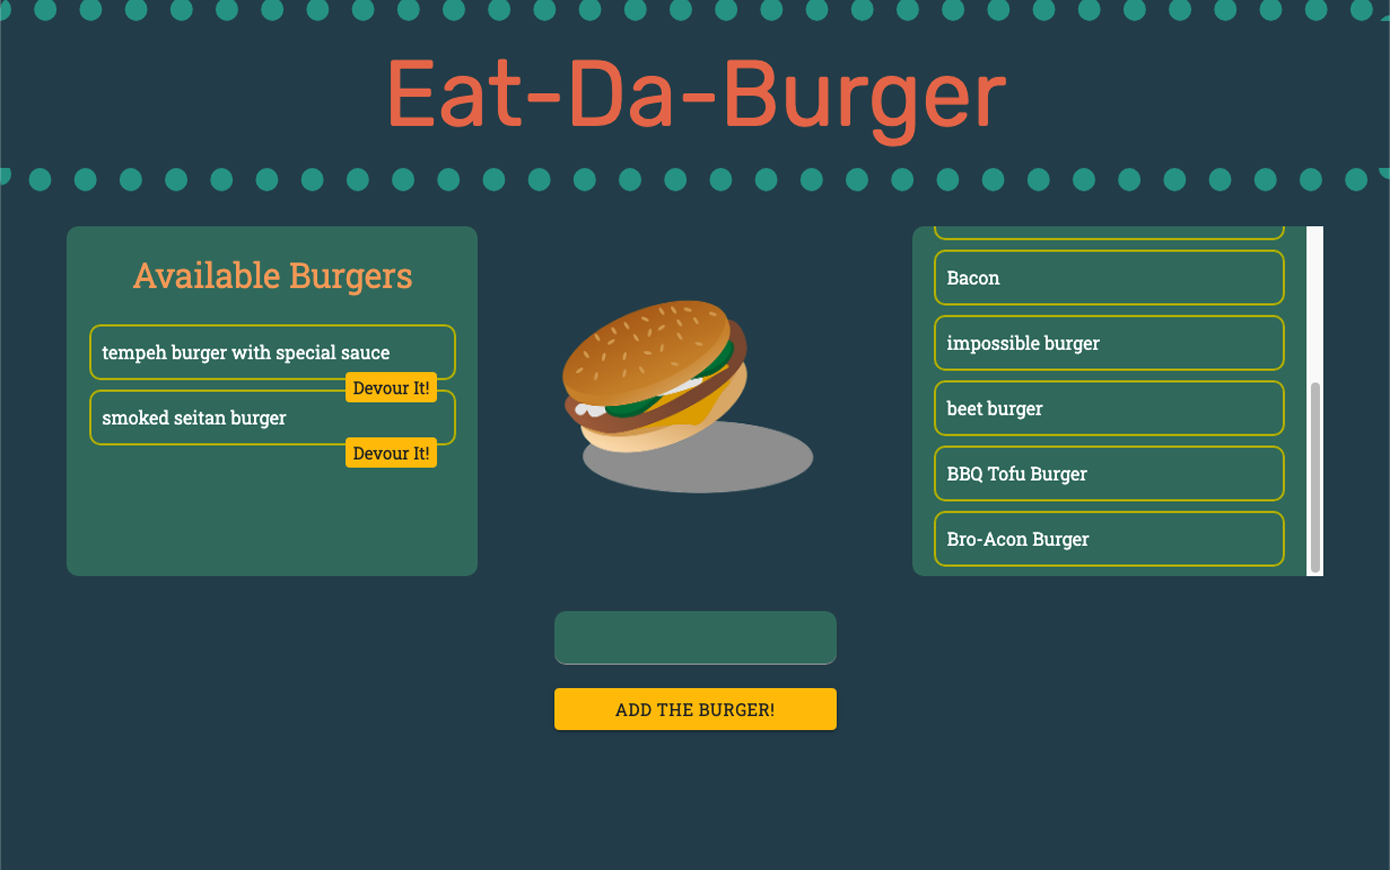 Eat-Da-Burger
Available Burgers
tempeh burger with special sauce
Devour It!
smoked seitan burger
Devour It!
Bacon
impossible burger
beet burger
BBQ Tofu Burger
Bro-Acon Burger
ADD THE BURGER!